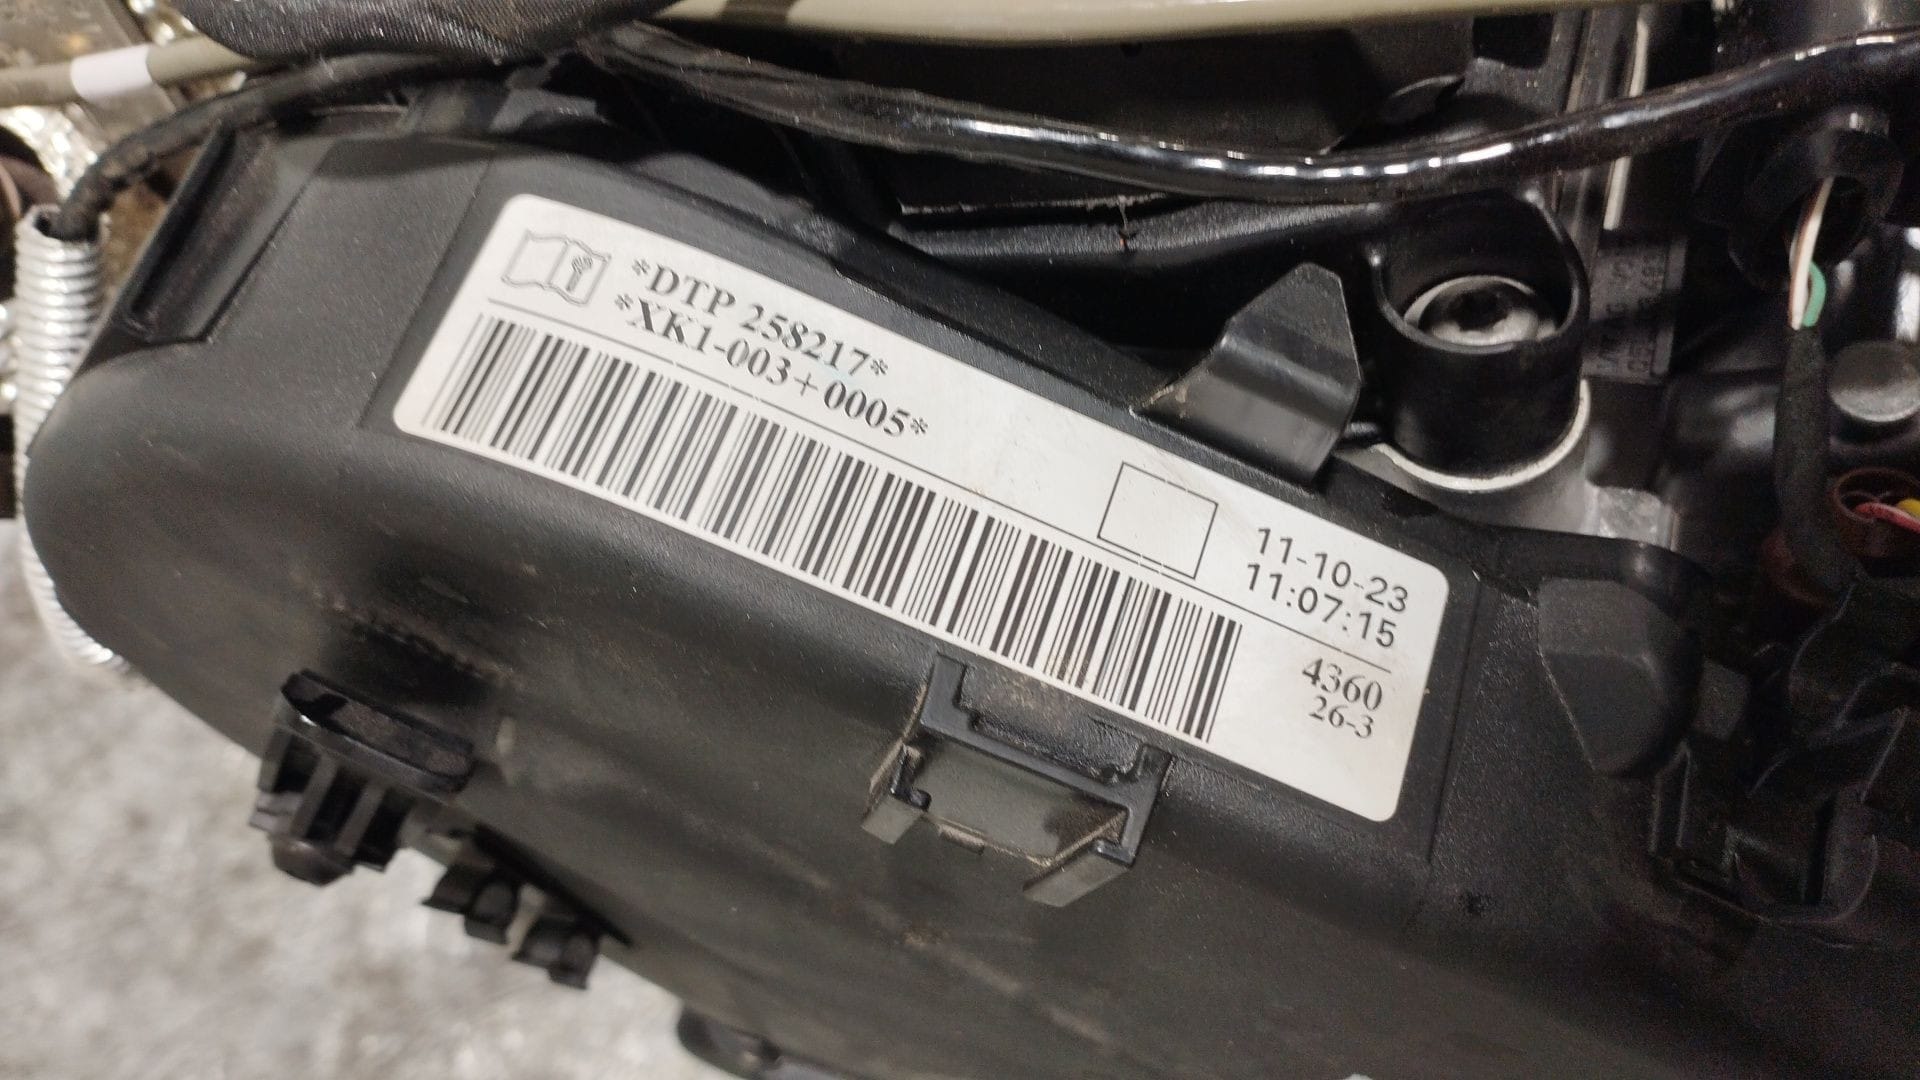 *DTP 258217*
*XK1-003+0005*
11-10-23
11:07:15
4360
26-3